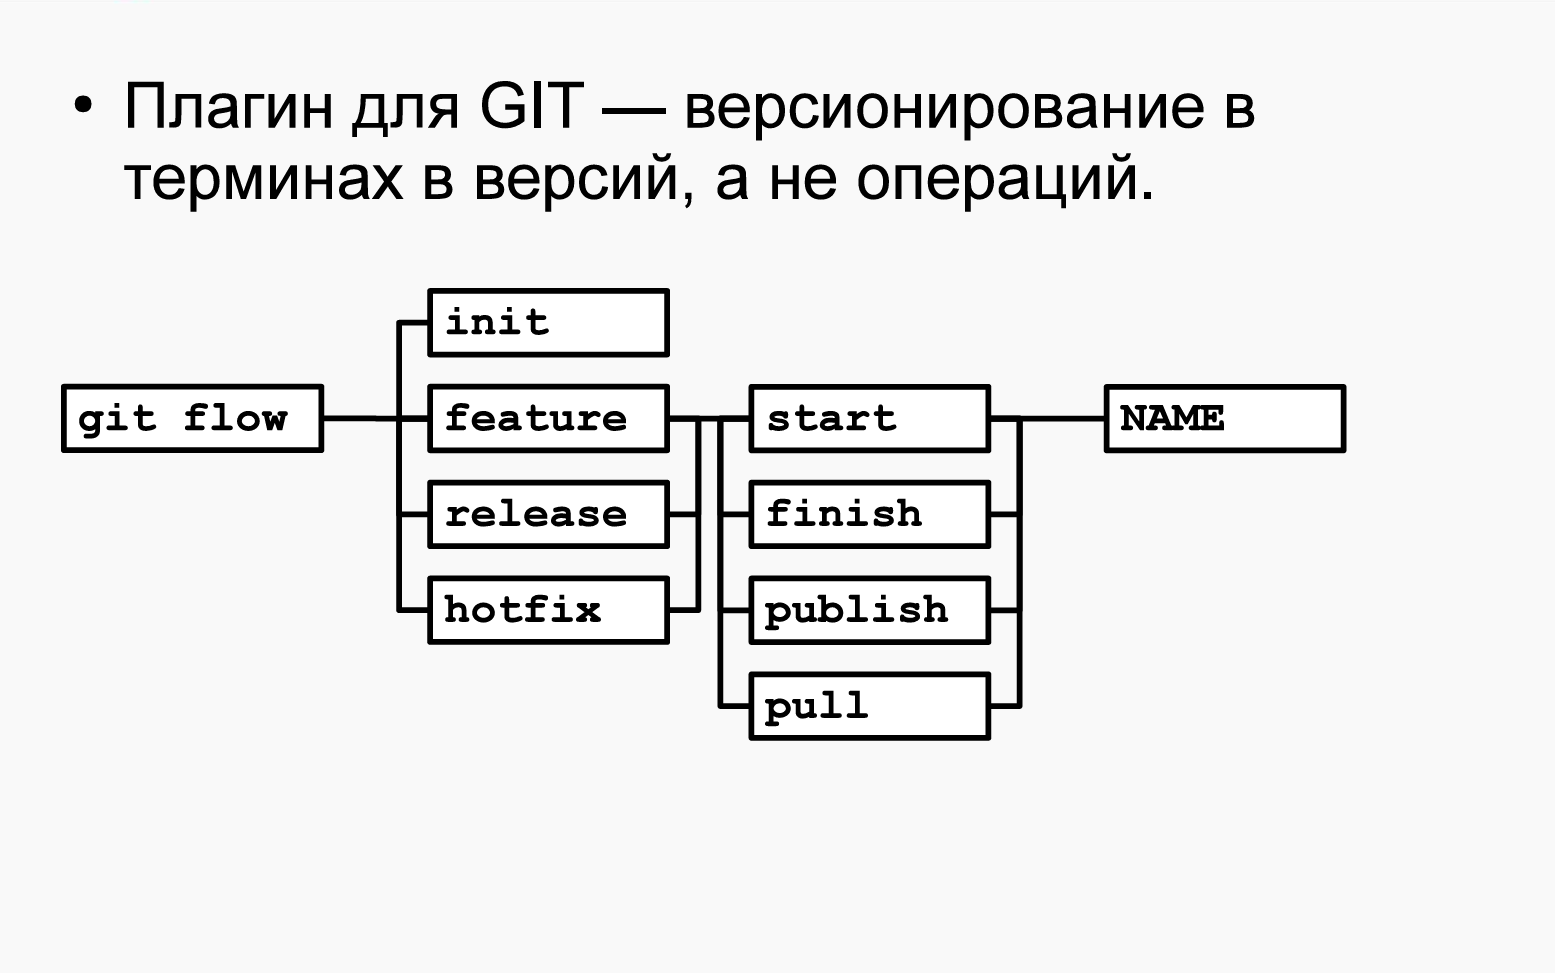 • Плагин для GIT — версионирование в
терминах в версий, а не операций.
init
git flow
feature
start
NAME
release
finish
hotfix
publish
pull